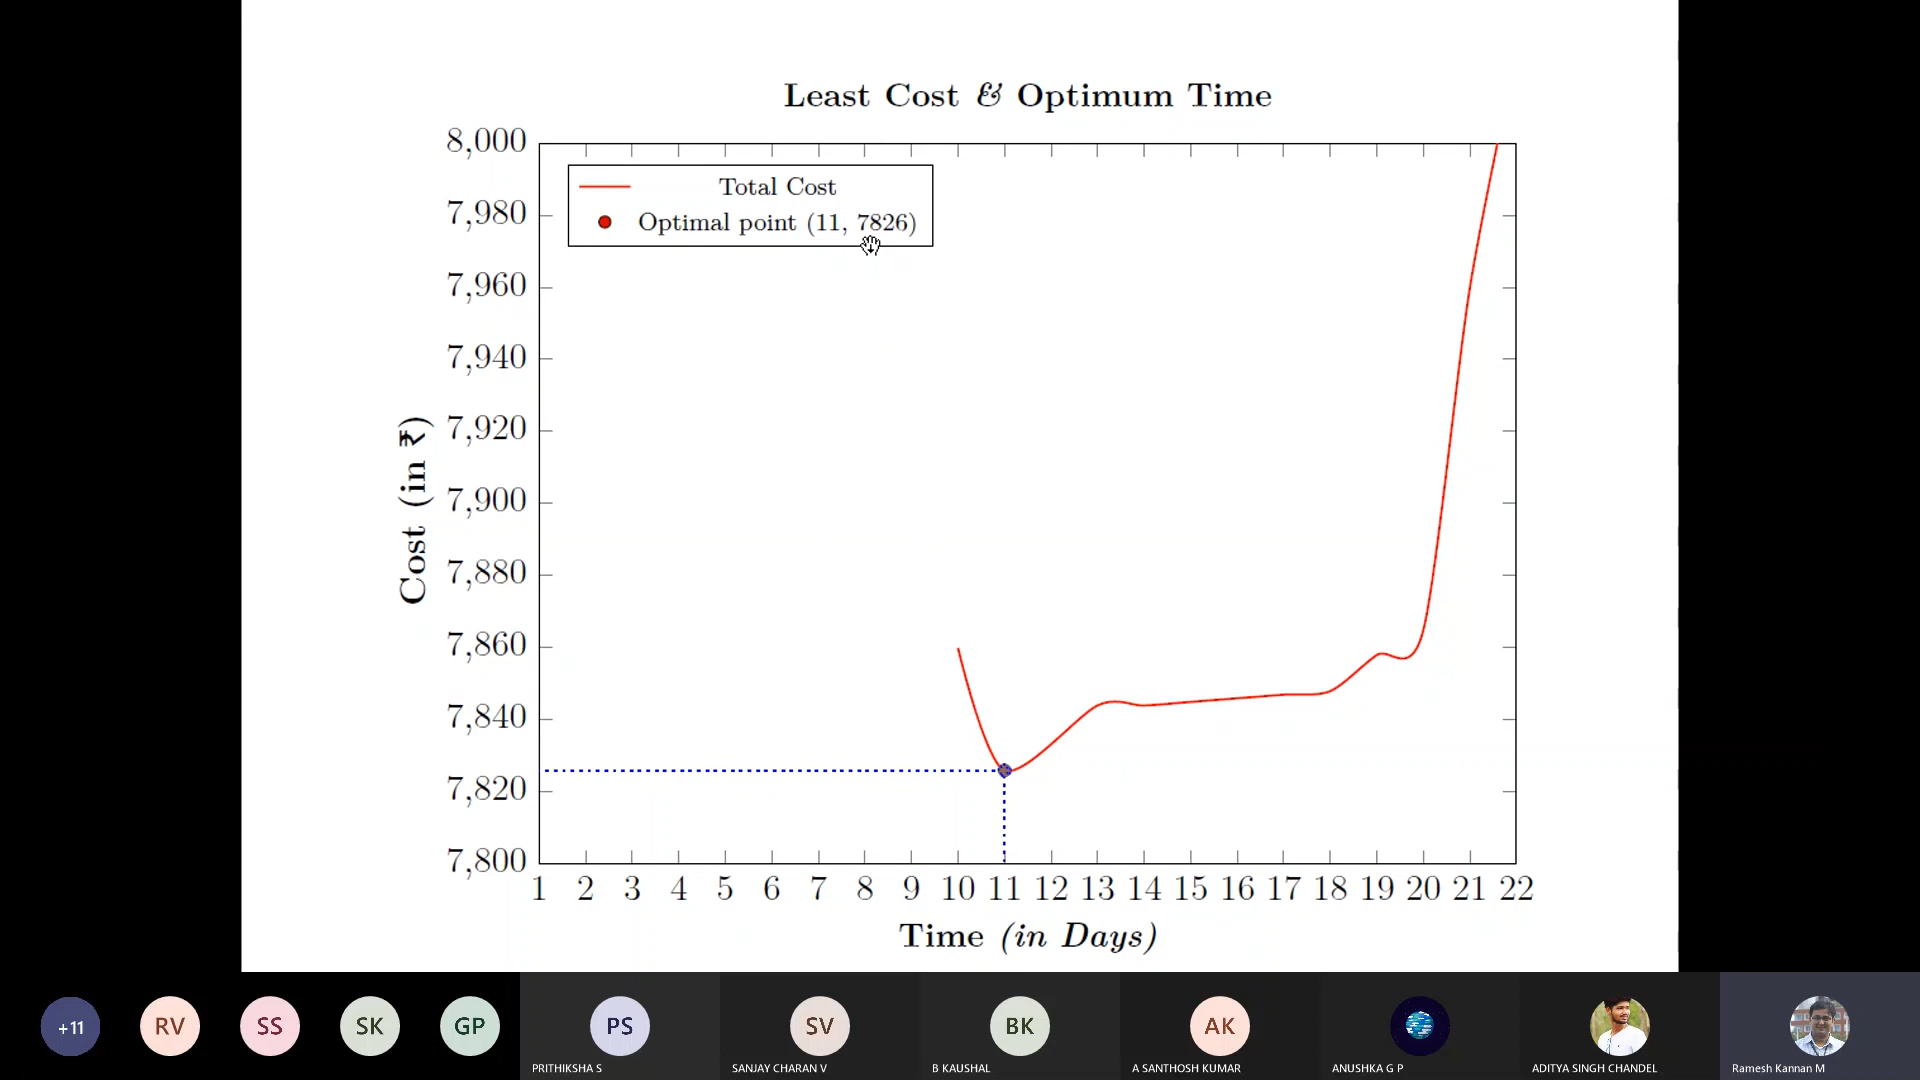 Least Cost & Optimum Time
8,000
7,980
7,960
7,940
7,920
7,900
7,880
7,860
7,840
7,820
7,800
Total Cost
Optimal point (11, 7826)
Cost (in ₹)
1 2 3 4 5 6 7 8 9 10 11 12 13 14 15 16 17 18 19 20 21 22
Time (in Days)
+11 RV SS SK GP PS SV BK AK
PRITHIKSHA S SANJAY CHARAN V B KAUSHAL A SANTHOSH KUMAR ANUSHKA G P ADITYA SINGH CHANDEL Ramesh Kannan M